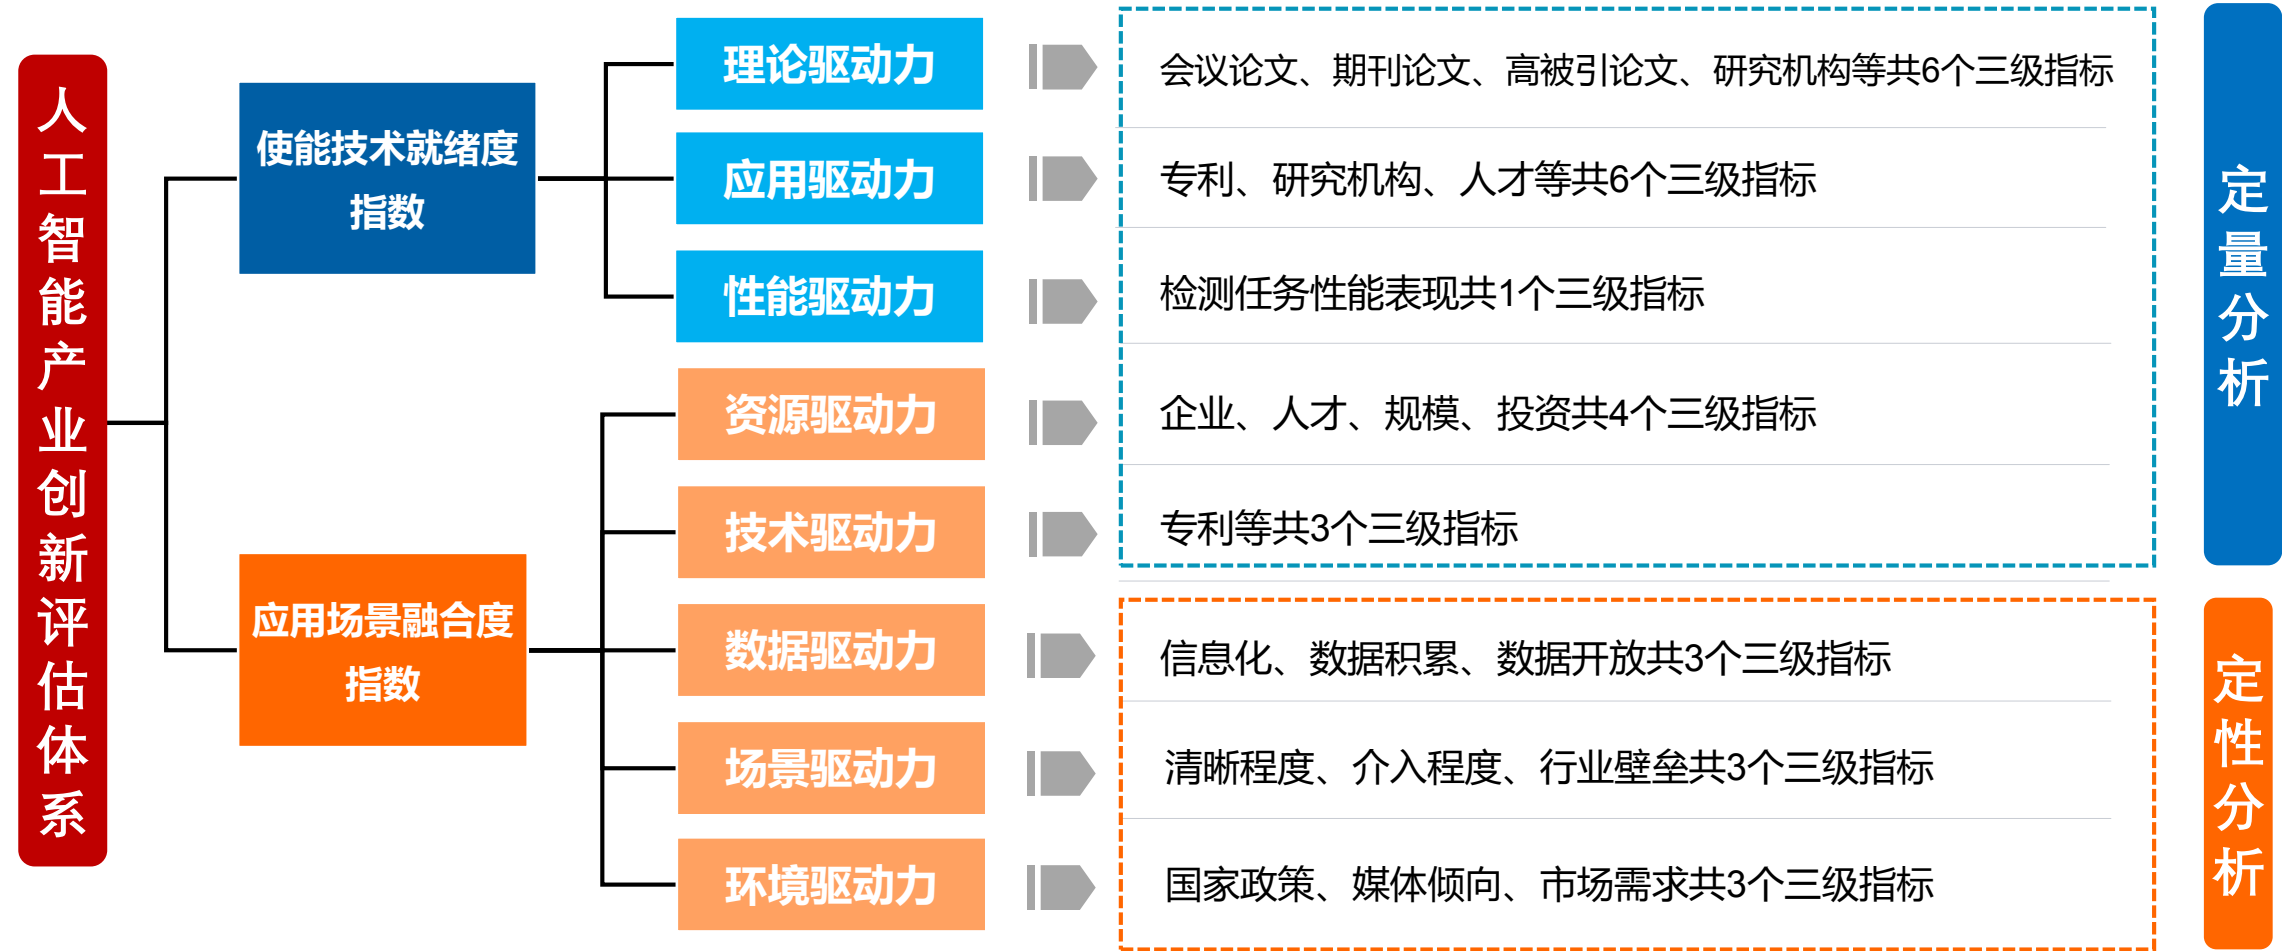 人工智能产业创新评估体系
使能技术就绪度
指数
应用场景融合度
指数
理论驱动力
应用驱动力
性能驱动力
资源驱动力
技术驱动力
数据驱动力
场景驱动力
环境驱动力
会议论文、期刊论文、高被引论文、研究机构等共6个三级指标
专利、研究机构、人才等共6个三级指标
检测任务性能表现共1个三级指标
企业、人才、规模、投资共4个三级指标
专利等共3个三级指标
信息化、数据积累、数据开放共3个三级指标
清晰程度、介入程度、行业壁垒共3个三级指标
国家政策、媒体倾向、市场需求共3个三级指标
定量分析
定性分析